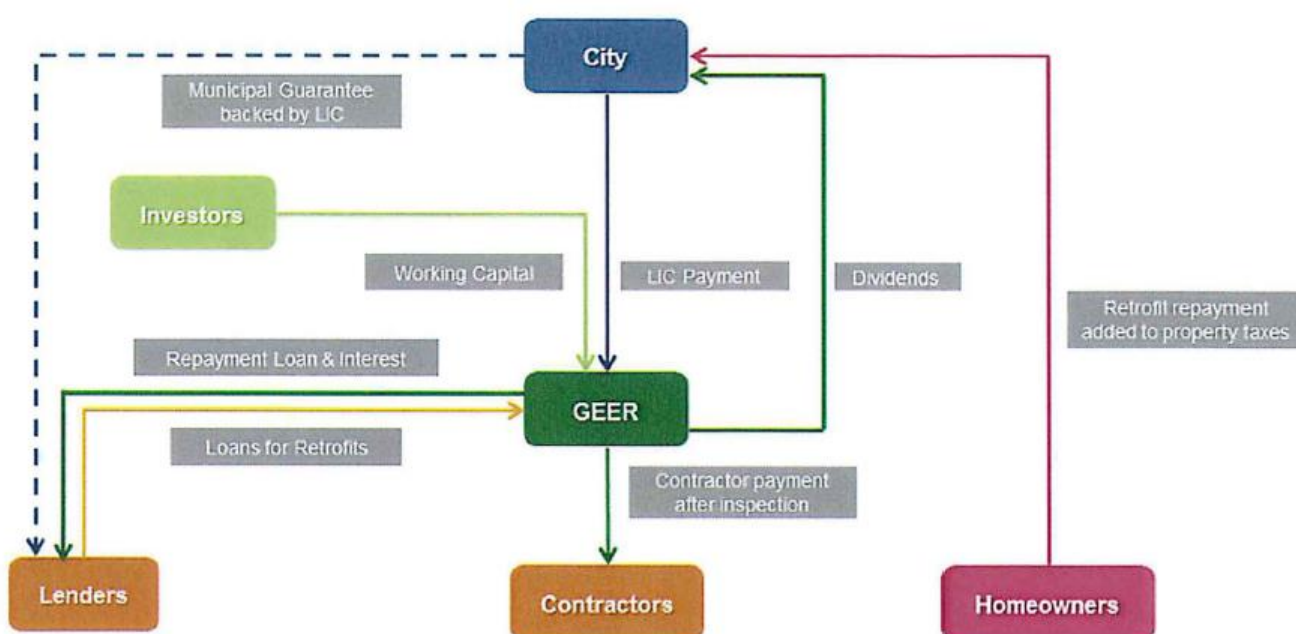 City
Municipal Guarantee
backed by LIC
Investors
Working Capital
LIC Payment
Dividends
Retrofit repayment
added to property taxes
Repayment Loan & Interest
GEER
Loans for Retrofits
Contractor payment
after inspection
Lenders
Contractors
Homeowners